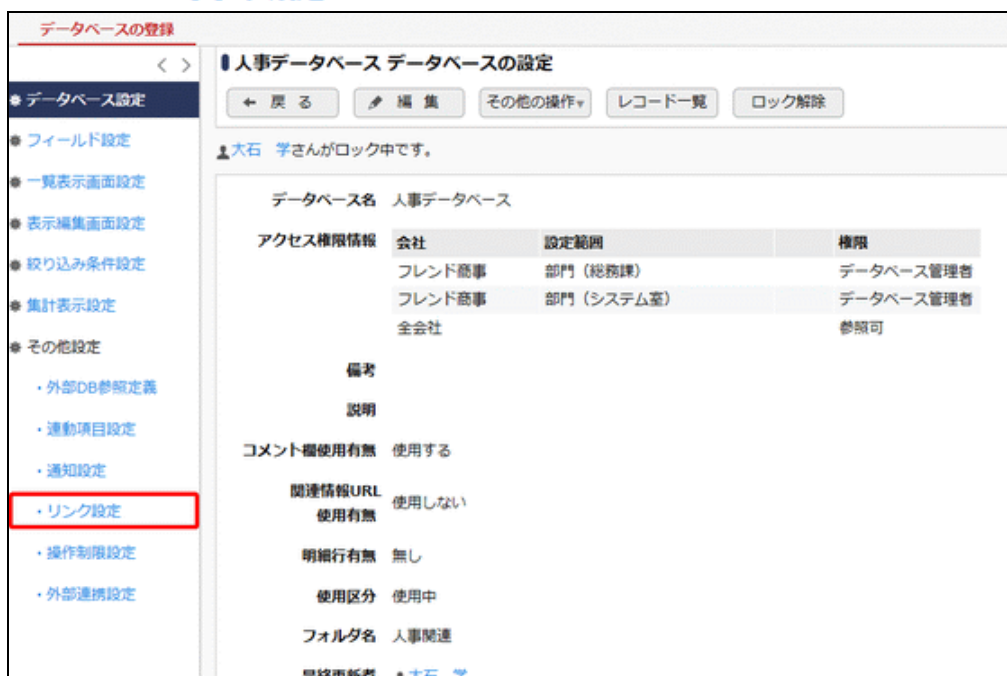 データベースの登録
< >
データベース設定
フィールド設定
一覧表示画面設定
表示編集画面設定
絞り込み条件設定
集計表示設定
その他設定
・外部DB参照定義
・連動項目設定
・通知設定
・リンク設定
・操作制限設定
・外部連携設定
人事データベース データベースの設定
← 戻 る 編 集 その他の操作▾ レコード一覧 ロック解除
大石 学さんがロック中です。
データベース名 人事データベース
アクセス権限情報 会社 設定範囲 権限
フレンド商事 部門（総務課） データベース管理者
フレンド商事 部門（システム室） データベース管理者
全会社 参照可
備考
説明
コメント欄使用有無 使用する
関連情報URL
使用有無 使用しない
明細行有無 無し
使用区分 使用中
フォルダ名 人事関連
最終更新者 大石 学